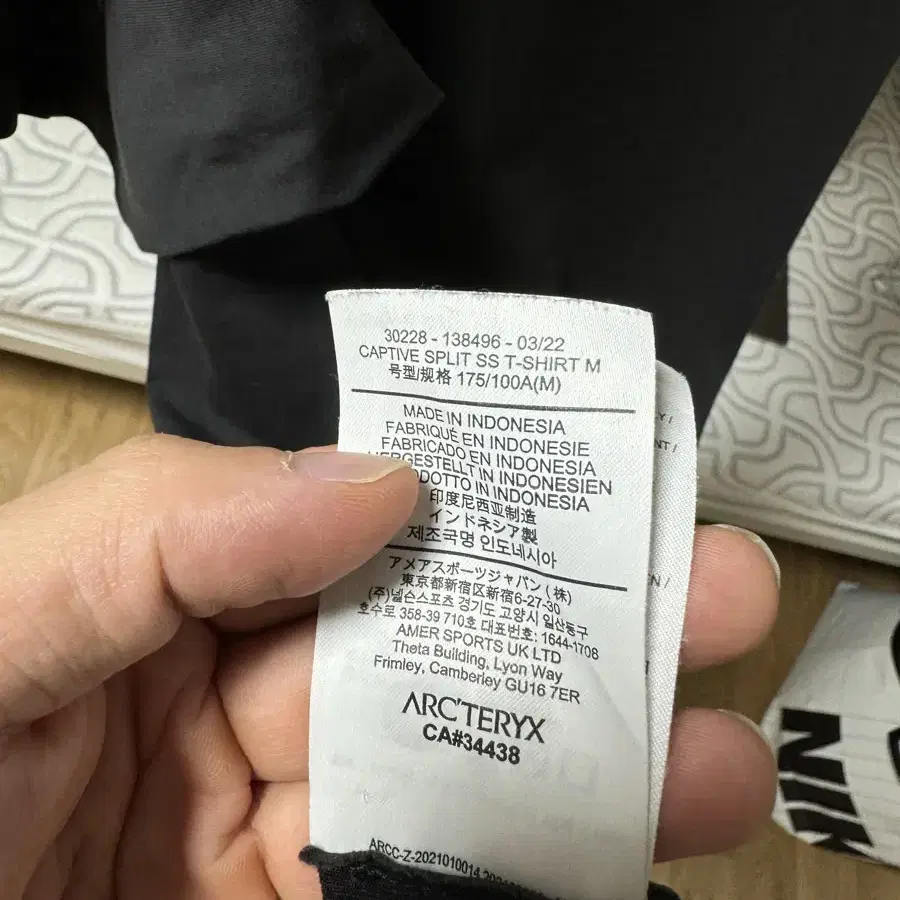 30228 - 138496 - 03/22
CAPTIVE SPLIT SS T-SHIRT M
号型/规格 175/100A(M)
MADE IN INDONESIA
FABRIQUÉ EN INDONESIE
FABRICADO EN INDONESIA
HERGESTELLT IN INDONESIEN
IN INDONESIA
印度尼西亚制造
インドネシア製
제조국명 인도네시아
アメアスポーツジャパン (株)
東京都新宿区新宿6-27-30
(주)넬슨스포츠 경기도 고양시 일산동구
호수로 358-39 710호 대표번호: 1644-1708
AMER SPORTS UK LTD
Theta Building, Lyon Way
Frimley, Camberley GU16 7ER
ARC'TERYX
CA#34438
ARCC-Z-2021010014
Y /
NT /
N /
NIK